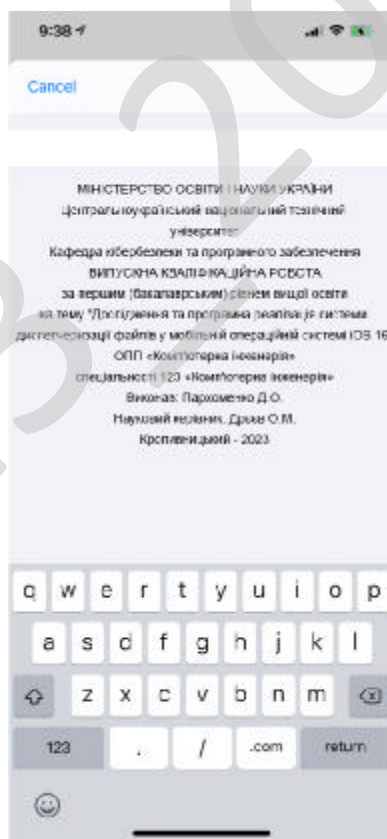 9:38
Cancel
МІНІСТЕРСТВО ОСВІТИ І НАУКИ УКРАЇНИ
Центральноукраїнський національний технічний
університет
Кафедра кібербезпеки та програмного забезпечення
ВИПУСКНА КВАЛІФІКАЦІЙНА РОБОТА
за першим (бакалаврським) рівнем вищої освіти
на тему "Дослідження та програмна реалізація системи
диспетчеризації файлів у мобільній операційній системі iOS 16
ОПП «Комп'ютерна інженерія»
спеціальності 123 «Комп'ютерна інженерія»
Виконав: Пархоменко Д.О.
Науковий керівник, О.М.
Кропивницький - 2023
q w e r t y u i o p
a s d f g h j k l
z x c v b n m
123 . / .com return